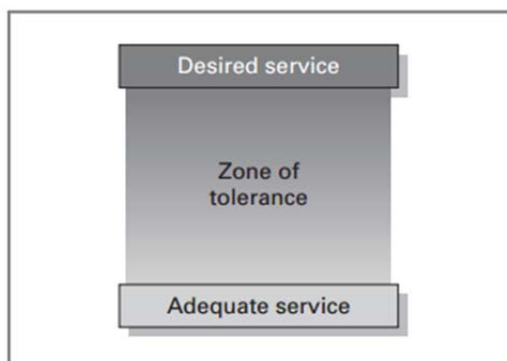 Desired service
Zone of
tolerance
Adequate service